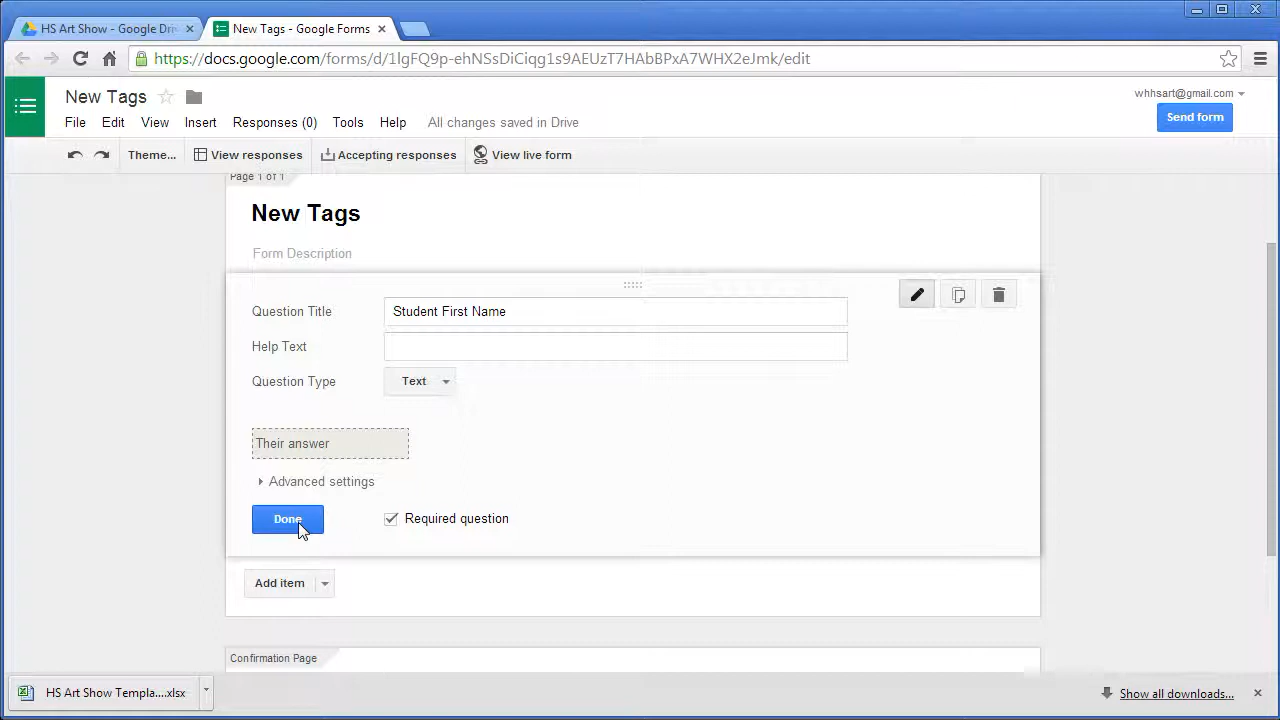 HS Art Show - Google Dri
New Tags - Google Forms
https://docs.google.com/forms/d/1lgFQ9p-ehNSsDiCiqg1s9AEUzT7HAbBPxA7WHX2eJmk/edit
New Tags
whhsart@gmail.com
File Edit View Insert Responses (0) Tools Help All changes saved in Drive
Send form
Theme... View responses Accepting responses View live form
Page 1 of 1
New Tags
Form Description
Question Title Student First Name
Help Text
Question Type Text
Their answer
Advanced settings
Done Required question
Add item
Confirmation Page
HS Art Show Templa....xlsx
Show all downloads...